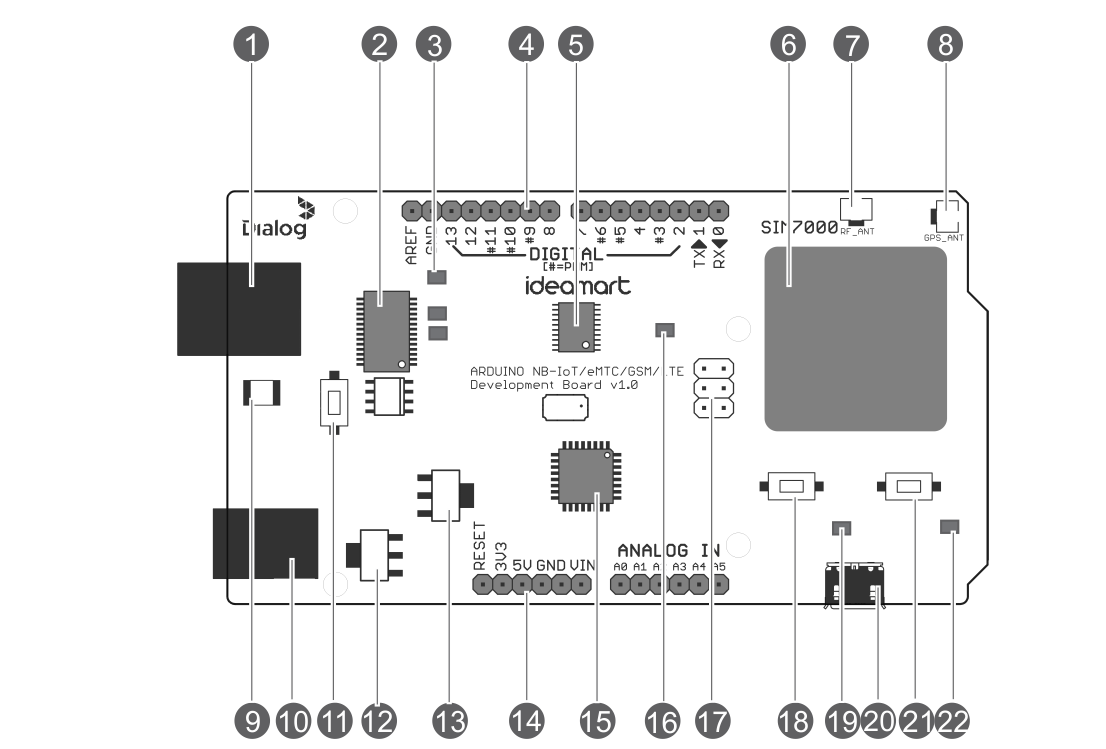 1 2 3 4 5 6 7 8
Dialog
AREF GND 13 12 #11 #10 #9 8 7 #6 #5 4 #3 2 TX▲1 RX▼0
DIGITAL
[#=PWM]
ideamart
SIM7000
RF_ANT
GPS_ANT
ARDUINO NB-IoT/eMTC/GSM/LTE
Development Board v1.0
RESET 3V3 5V GND VIN
ANALOG IN
A0 A1 A2 A3 A4 A5
9 10 11 12 13 14 15 16 17 18 19 20 21 22